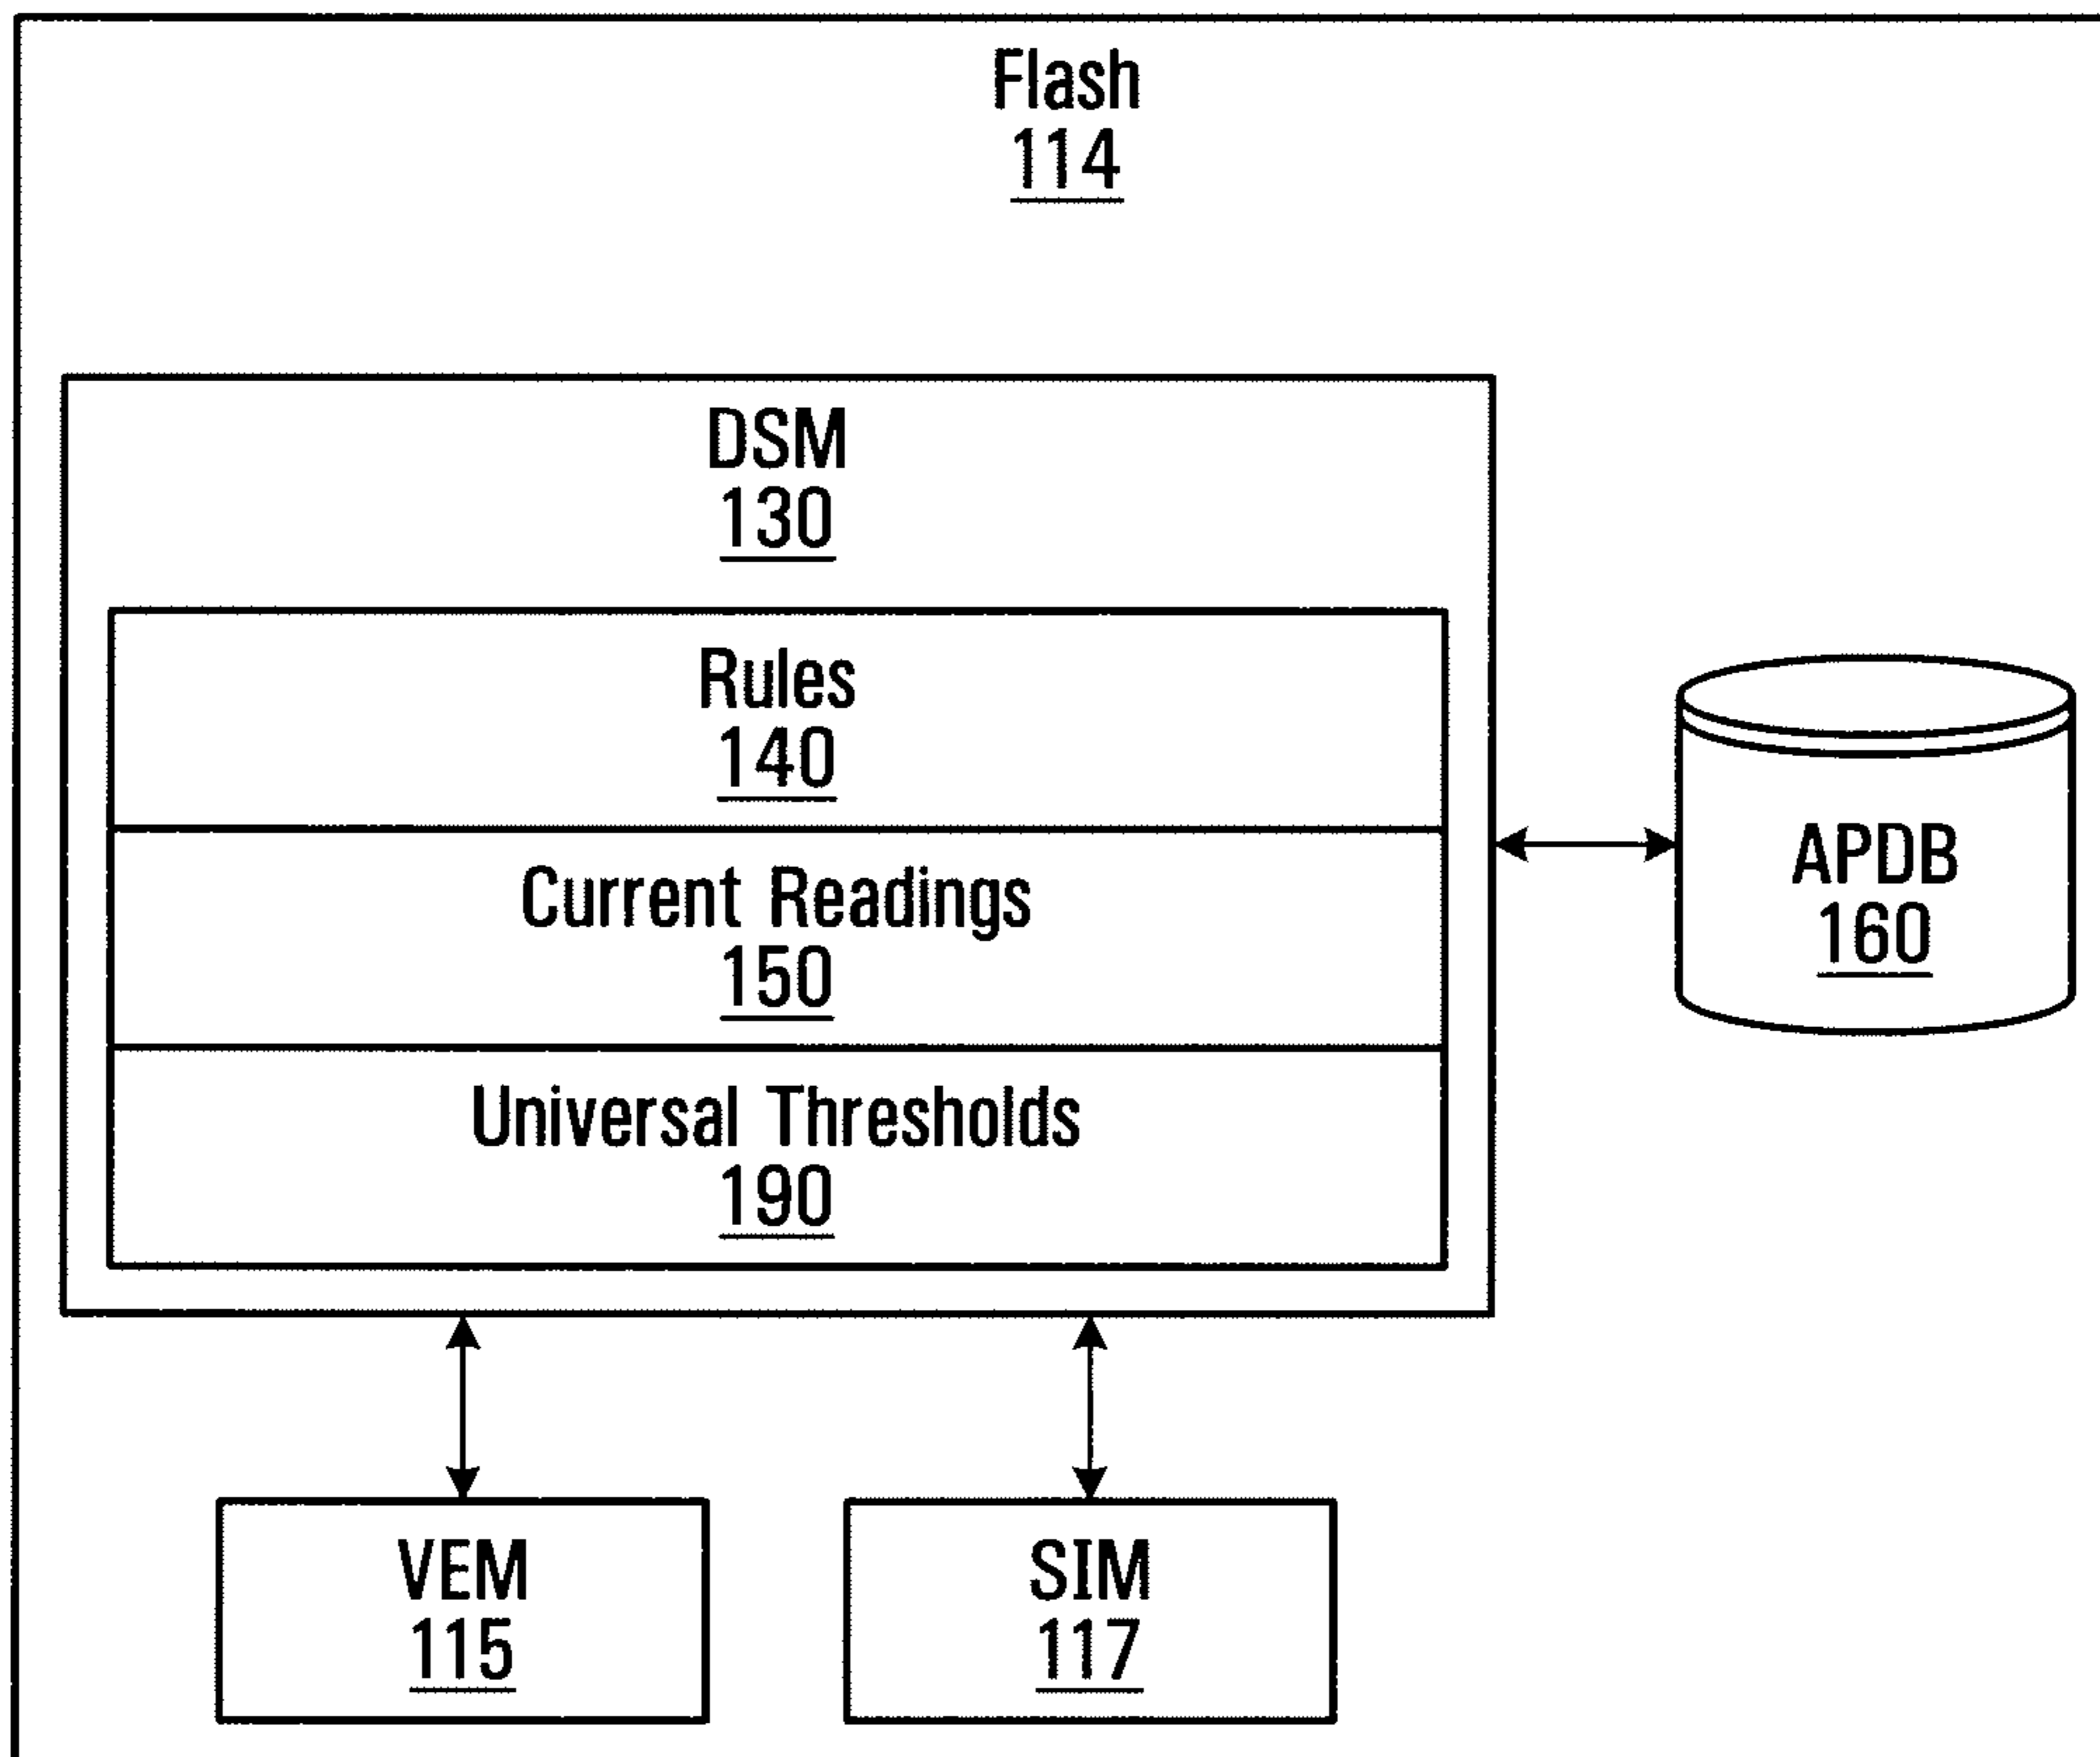 Flash
114
DSM
130
Rules
140
Current Readings
150
Universal Thresholds
190
APDB
160
VEM
115
SIM
117